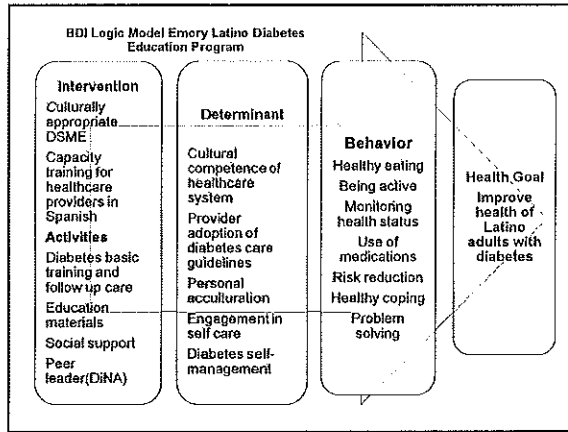 BDI Logic Model Emory Latino Diabetes
Education Program
Intervention
Culturally
appropriate
DSME
Capacity
training for
healthcare
providers in
Spanish
Activities
Diabetes basic
training and
follow up care
Education
materials
Social support
Peer
leader(DiNA)
Determinant
Cultural
competence of
healthcare
system
Provider
adoption of
diabetes care
guidelines
Personal
acculturation
Engagement in
self care
Diabetes self-
management
Behavior
Healthy eating
Being active
Monitoring
health status
Use of
medications
Risk reduction
Healthy coping
Problem
solving
Health Goal
Improve
health of
Latino
adults with
diabetes